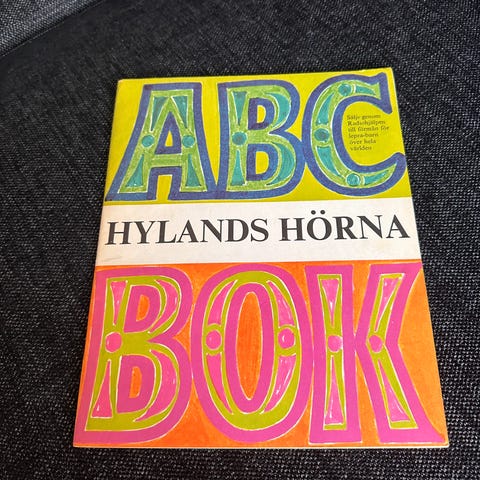 ABC
Säljs genom
Radiohjälpen
till förmån för
lepra-barn
över hela
världen
HYLANDS HÖRNA
BOK